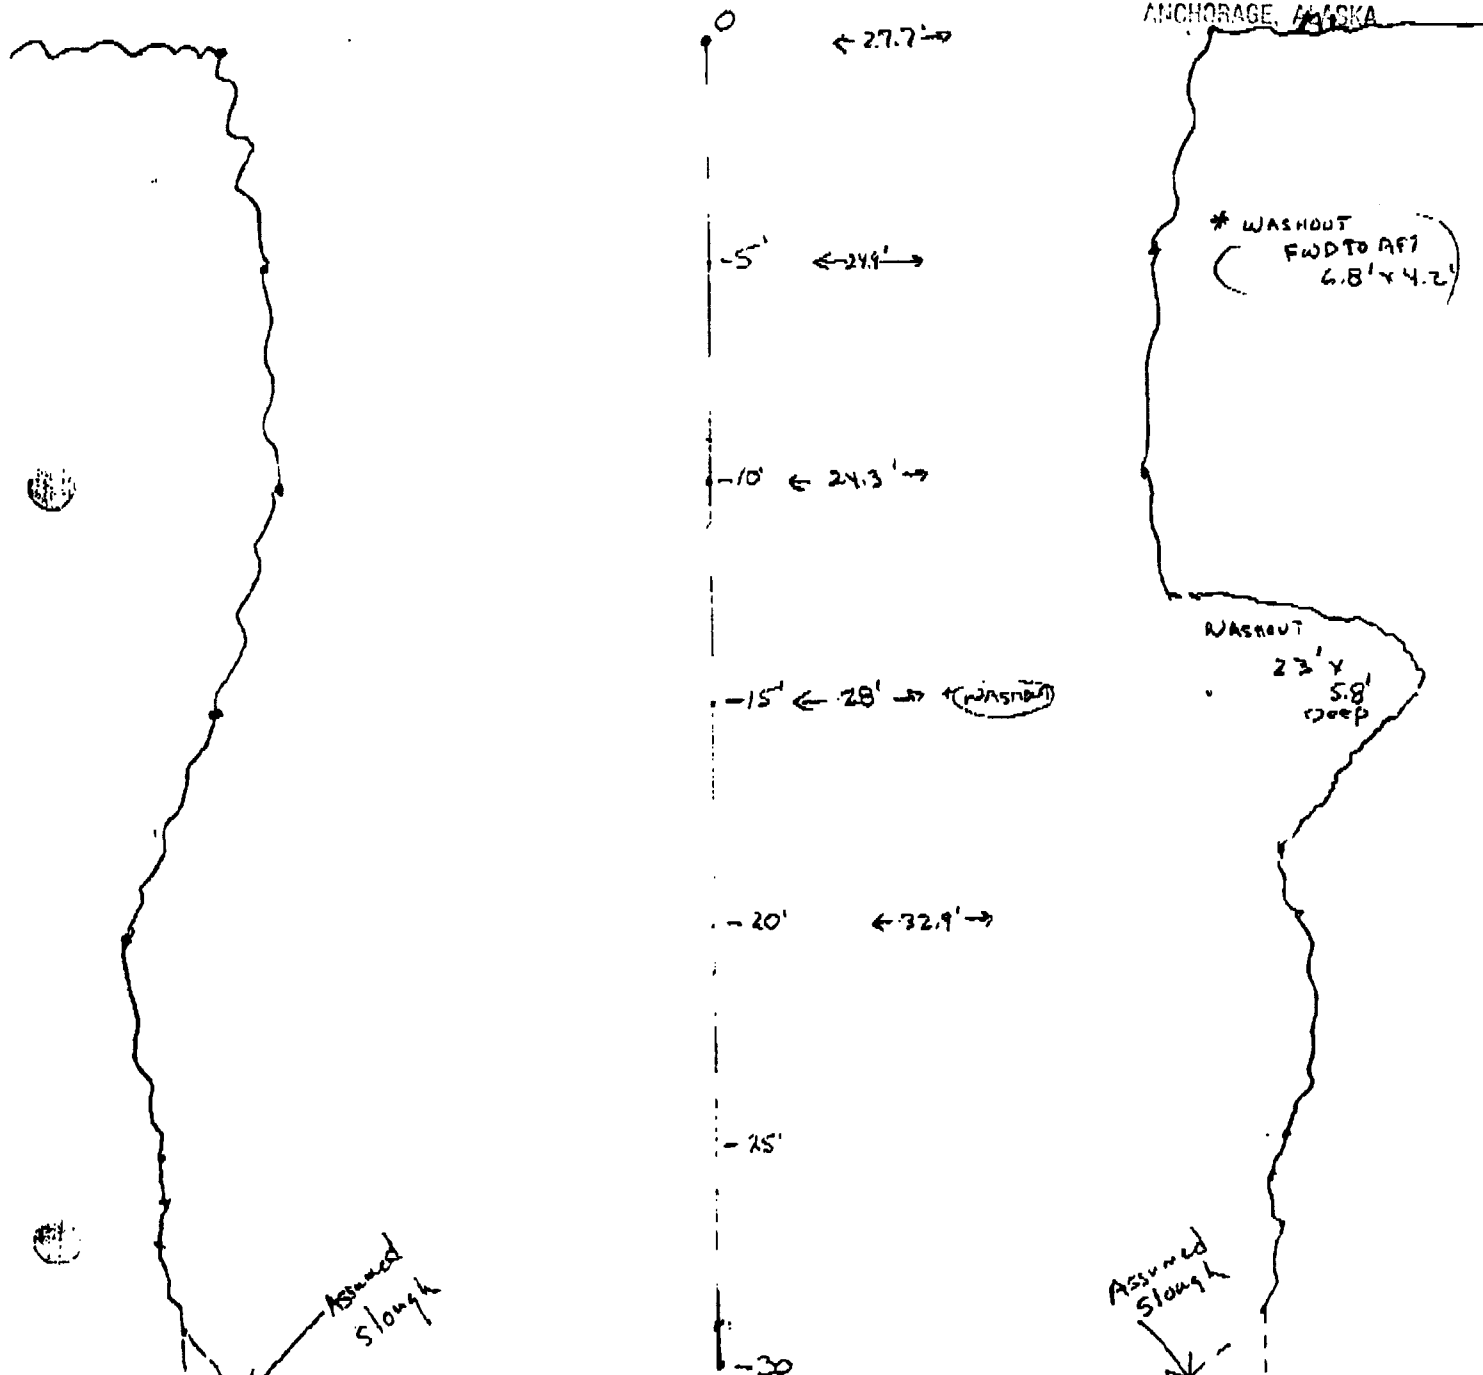 ANCHORAGE, ALASKA
0
← 27.7' →
* WASHOUT
FWD TO AFT
6.8' x 4.2'
-5' ← 24.9' →
-10' ← 24.3' →
WASHOUT
23' x
5.8'
Deep
-15' ← 28' → + WASHOUT
-20' ← 32.9' →
-25'
Assumed
Slough
Assumed
Slough
-30